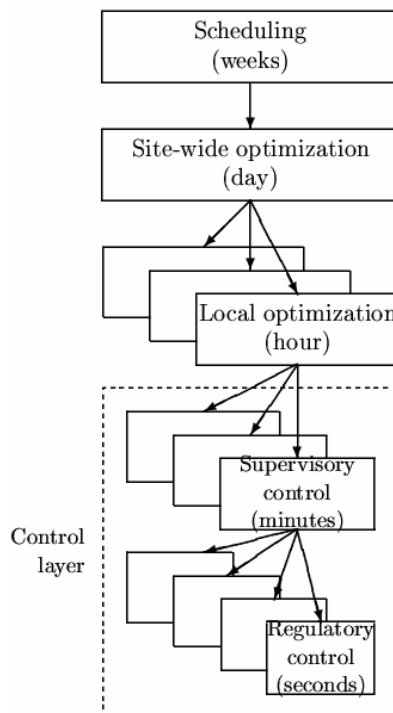 Scheduling
(weeks)
Site-wide optimization
(day)
Local optimization
(hour)
Supervisory
control
(minutes)
Control
layer
Regulatory
control
(seconds)